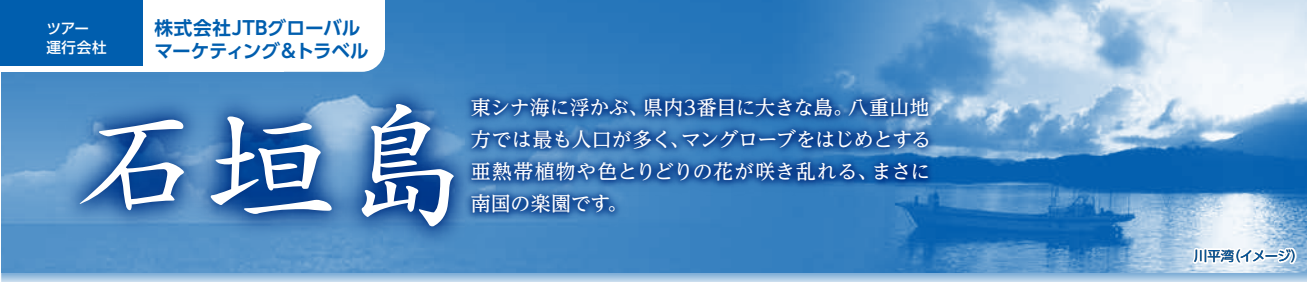 ツアー
運行会社
株式会社JTBグローバル
マーケティング&トラベル
石垣島
東シナ海に浮かぶ、県内3番目に大きな島。八重山地
方では最も人口が多く、マングローブをはじめとする
亜熱帯植物や色とりどりの花が咲き乱れる、まさに
南国の楽園です。
川平湾(イメージ)